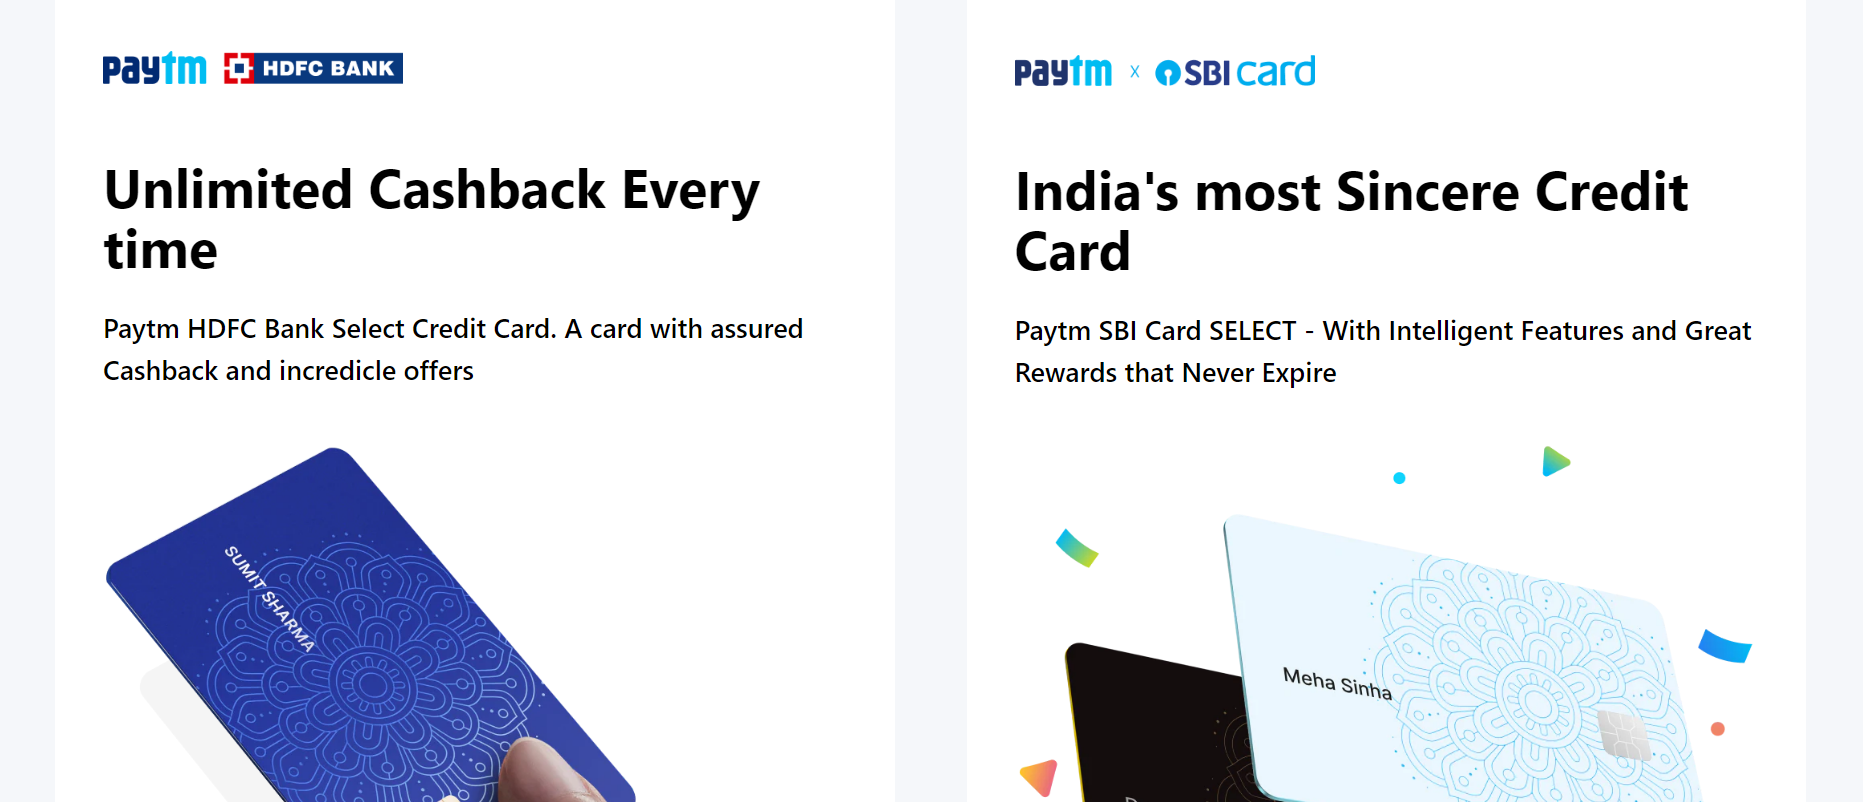 paytm HDFC BANK
Unlimited Cashback Every
time
Paytm HDFC Bank Select Credit Card. A card with assured
Cashback and incredicle offers
SUMIT SHARMA
paytm x SBI card
India's most Sincere Credit
Card
Paytm SBI Card SELECT - With Intelligent Features and Great
Rewards that Never Expire
Meha Sinha